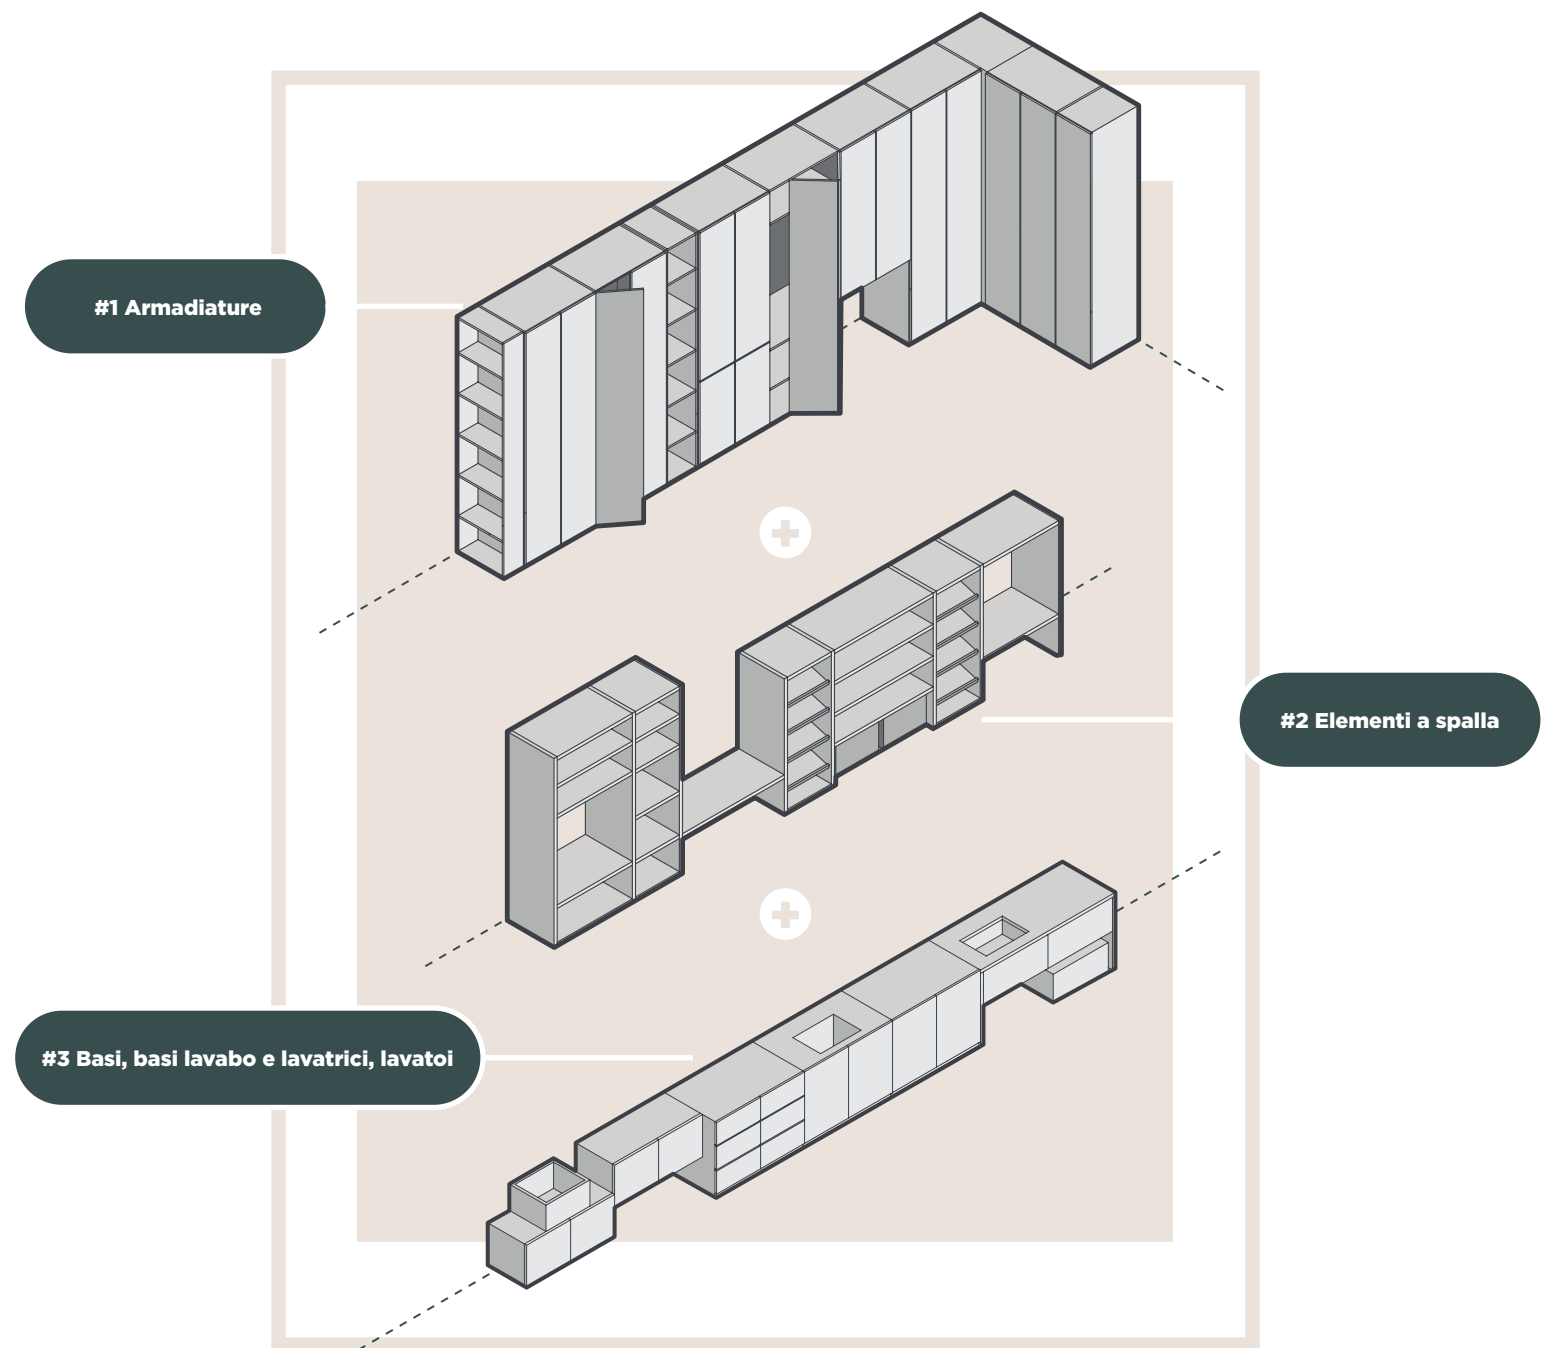 #1 Armadiature
#2 Elementi a spalla
#3 Basi, basi lavabo e lavatrici, lavatoi